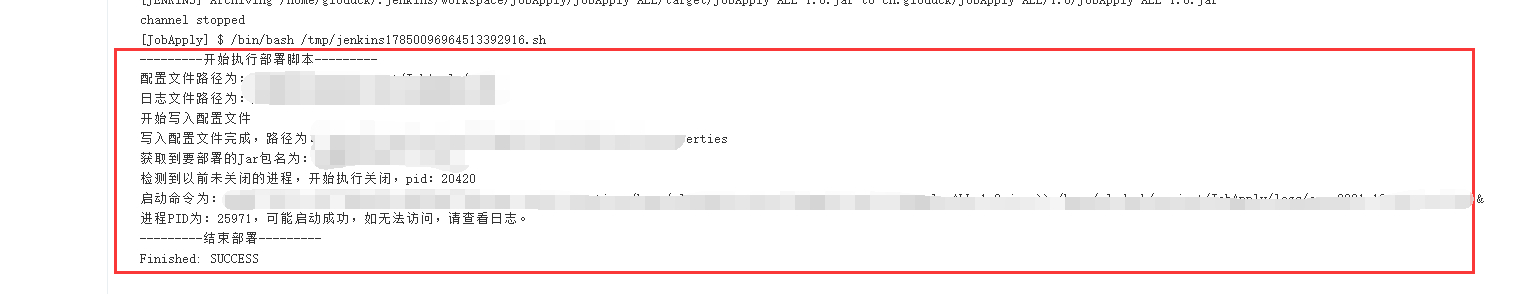 [JENKINS] Archiving /home/gloduck/.jenkins/workspace/JobApply/JobApply-ALL/target/JobApply-ALL-1.0.jar to cn.gloduck/JobApply-ALL/1.0/JobApply-ALL-1.0.jar
channel stopped
[JobApply] $ /bin/bash /tmp/jenkins17850096964513392916.sh
---------开始执行部署脚本---------
配置文件路径为：
日志文件路径为：
开始写入配置文件
写入配置文件完成，路径为 erties
获取到要部署的Jar包名为：
检测到以前未关闭的进程，开始执行关闭，pid：20420
启动命令为： &
进程PID为：25971，可能启动成功，如无法访问，请查看日志。
---------结束部署---------
Finished: SUCCESS